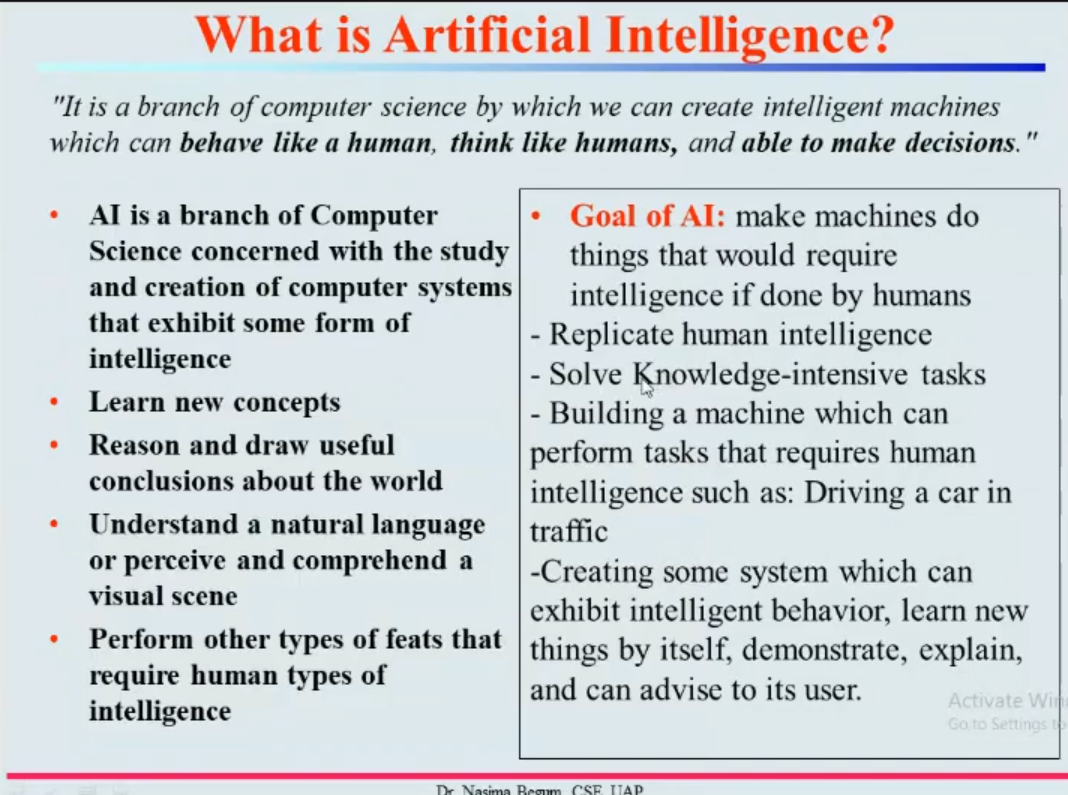 What is Artificial Intelligence?
"It is a branch of computer science by which we can create intelligent machines
which can behave like a human, think like humans, and able to make decisions."
• AI is a branch of Computer
Science concerned with the study
and creation of computer systems
that exhibit some form of
intelligence
• Learn new concepts
• Reason and draw useful
conclusions about the world
• Understand a natural language
or perceive and comprehend a
visual scene
• Perform other types of feats that
require human types of
intelligence
• Goal of AI: make machines do
things that would require
intelligence if done by humans
- Replicate human intelligence
- Solve Knowledge-intensive tasks
- Building a machine which can
perform tasks that requires human
intelligence such as: Driving a car in
traffic
-Creating some system which can
exhibit intelligent behavior, learn new
things by itself, demonstrate, explain,
and can advise to its user.
Activate Win
Go to Settings to
Dr. Nasima Begum, CSE, UAP